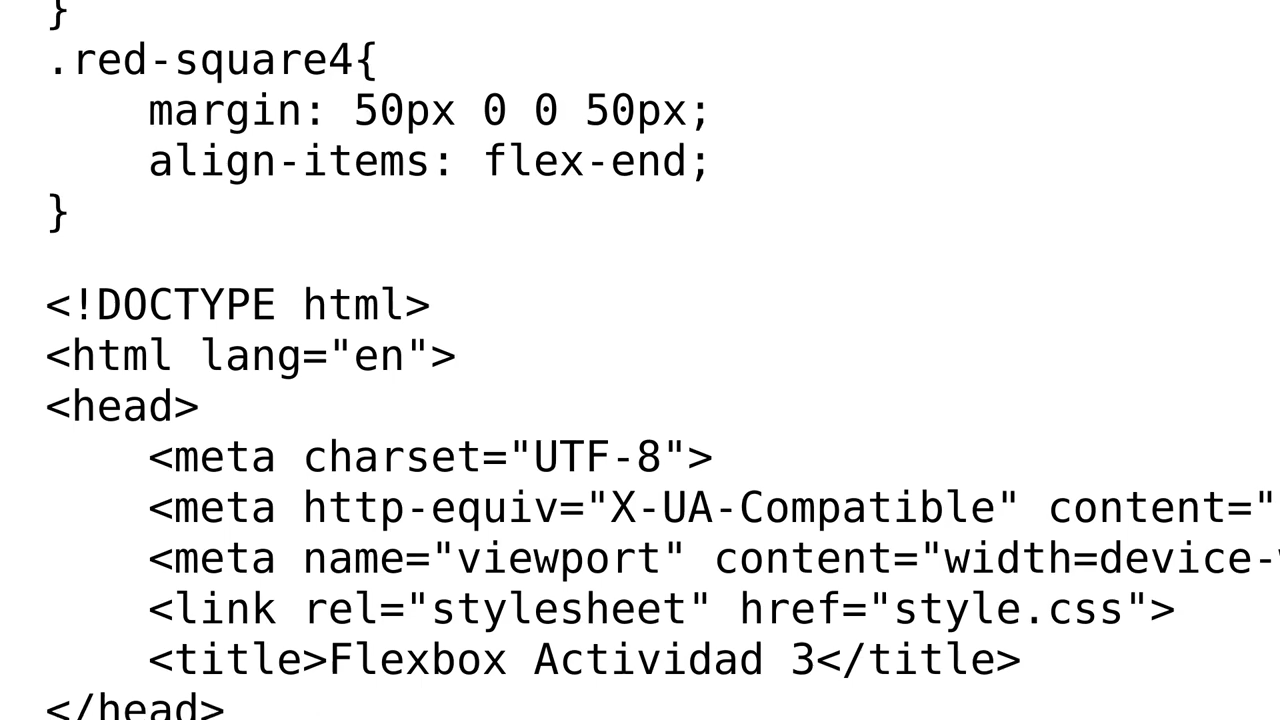 }
.red-square4{
    margin: 50px 0 0 50px;
    align-items: flex-end;
}

<!DOCTYPE html>
<html lang="en">
<head>
    <meta charset="UTF-8">
    <meta http-equiv="X-UA-Compatible" content="
    <meta name="viewport" content="width=device-
    <link rel="stylesheet" href="style.css">
    <title>Flexbox Actividad 3</title>
</head>